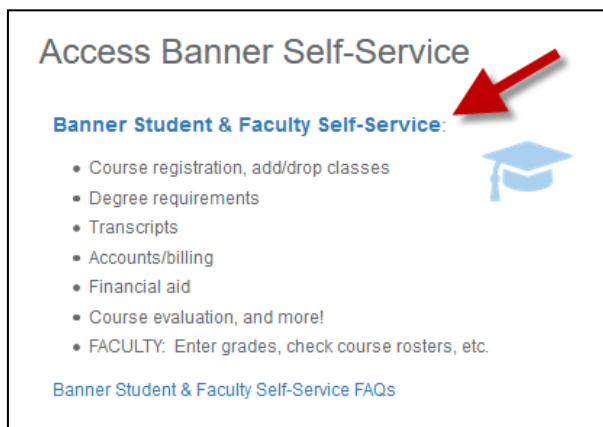 Access Banner Self-Service
Banner Student & Faculty Self-Service:
• Course registration, add/drop classes
• Degree requirements
• Transcripts
• Accounts/billing
• Financial aid
• Course evaluation, and more!
• FACULTY: Enter grades, check course rosters, etc.
Banner Student & Faculty Self-Service FAQs